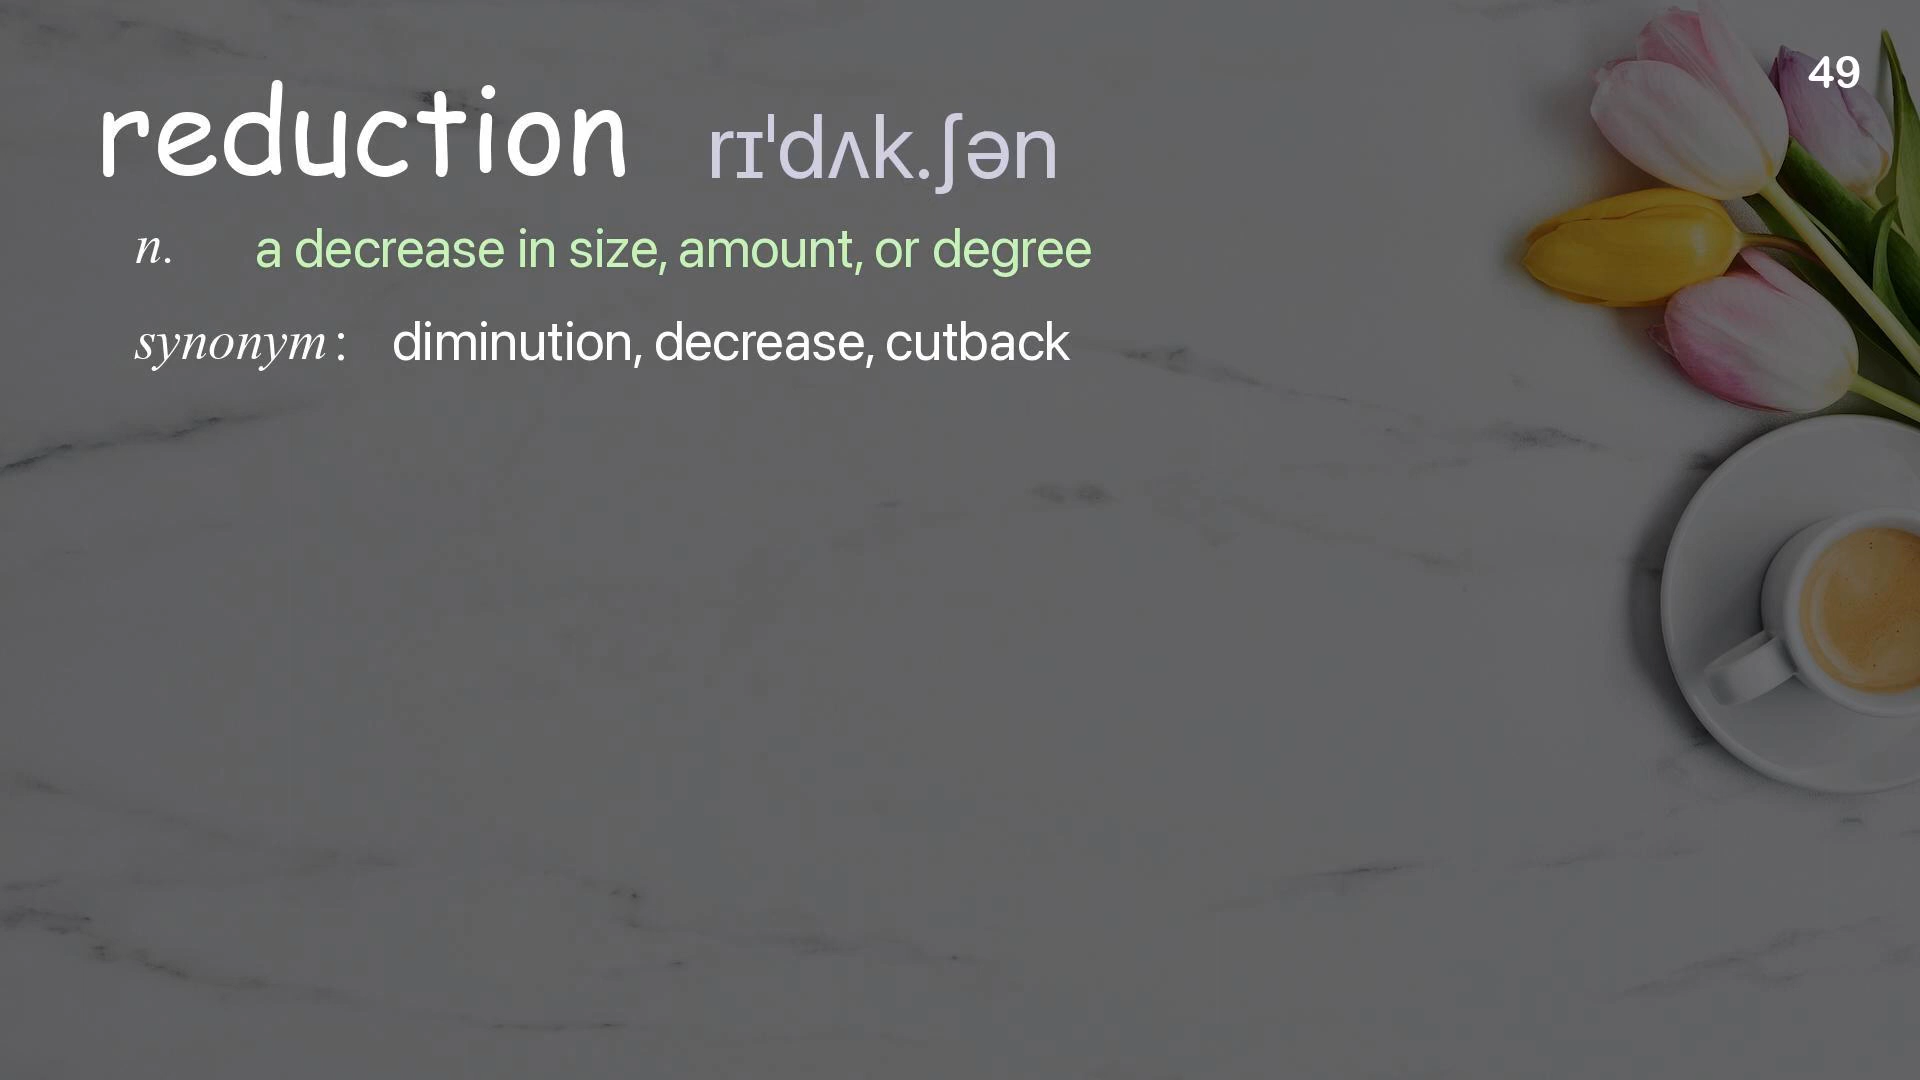 49
reduction rɪˈdʌk.ʃən
n. a decrease in size, amount, or degree
synonym: diminution, decrease, cutback